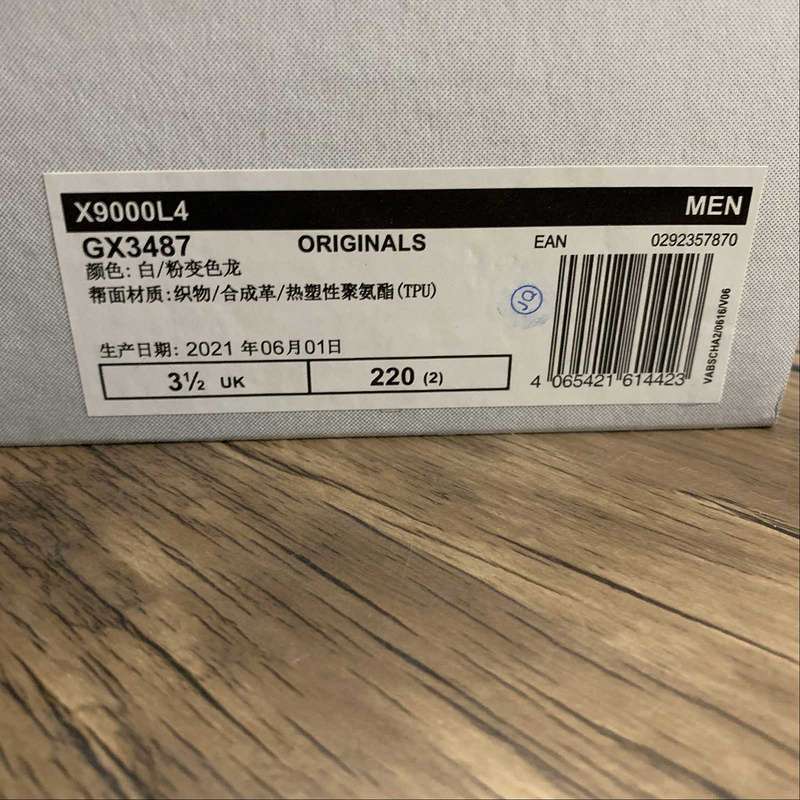 X9000L4 MEN
GX3487 ORIGINALS EAN 0292357870
颜色: 白/粉变色龙
帮面材质:织物/合成革/热塑性聚氨酯(TPU)
JQ
生产日期: 2021 年06月01日
3½ UK 220 (2)
4 065421 614423
VABSCHA2/0616/V06